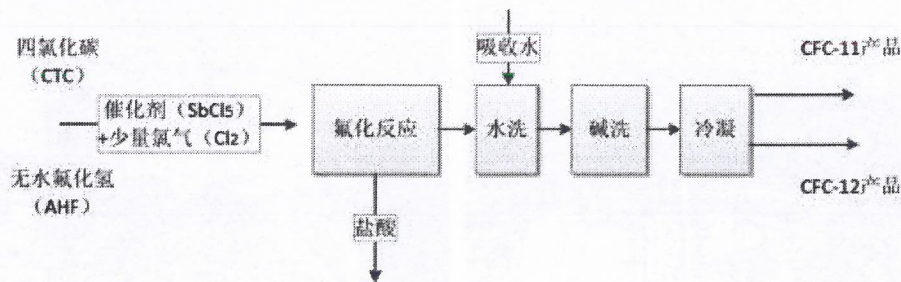 四氯化碳
（CTC）
催化剂（SbCl5）
+少量氯气（Cl2）
无水氟化氢
（AHF）
氟化反应
盐酸
吸收水
水洗
碱洗
冷凝
CFC-11产品
CFC-12产品